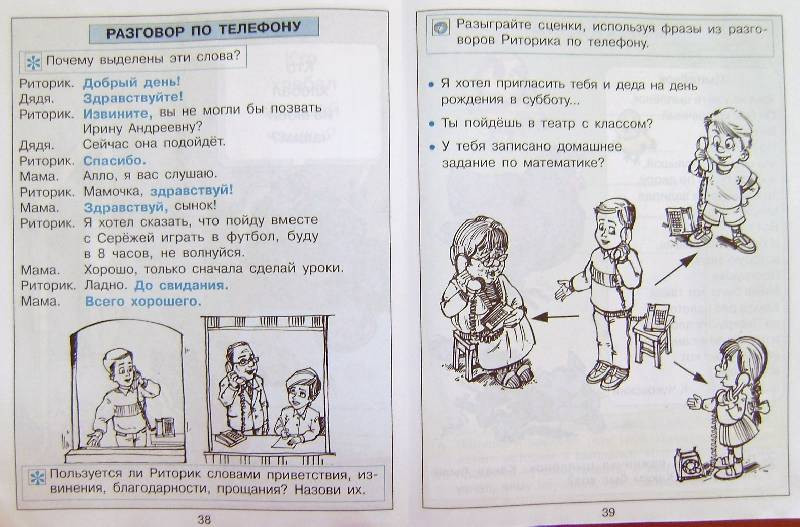 РАЗГОВОР ПО ТЕЛЕФОНУ
Почему выделены эти слова?
Риторик. Добрый день!
Дядя. Здравствуйте!
Риторик. Извините, вы не могли бы позвать
Ирину Андреевну?
Дядя. Сейчас она подойдёт.
Риторик. Спасибо.
Мама. Алло, я вас слушаю.
Риторик. Мамочка, здравствуй!
Мама. Здравствуй, сынок!
Риторик. Я хотел сказать, что пойду вместе
с Серёжей играть в футбол, буду
в 8 часов, не волнуйся.
Мама. Хорошо, только сначала сделай уроки.
Риторик. Ладно. До свидания.
Мама. Всего хорошего.
Пользуется ли Риторик словами приветствия, из-
винения, благодарности, прощания? Назови их.
38
Разыграйте сценки, используя фразы из разго-
воров Риторика по телефону.
• Я хотел пригласить тебя и деда на день
рождения в субботу...
• Ты пойдёшь в театр с классом?
• У тебя записано домашнее
задание по математике?
39